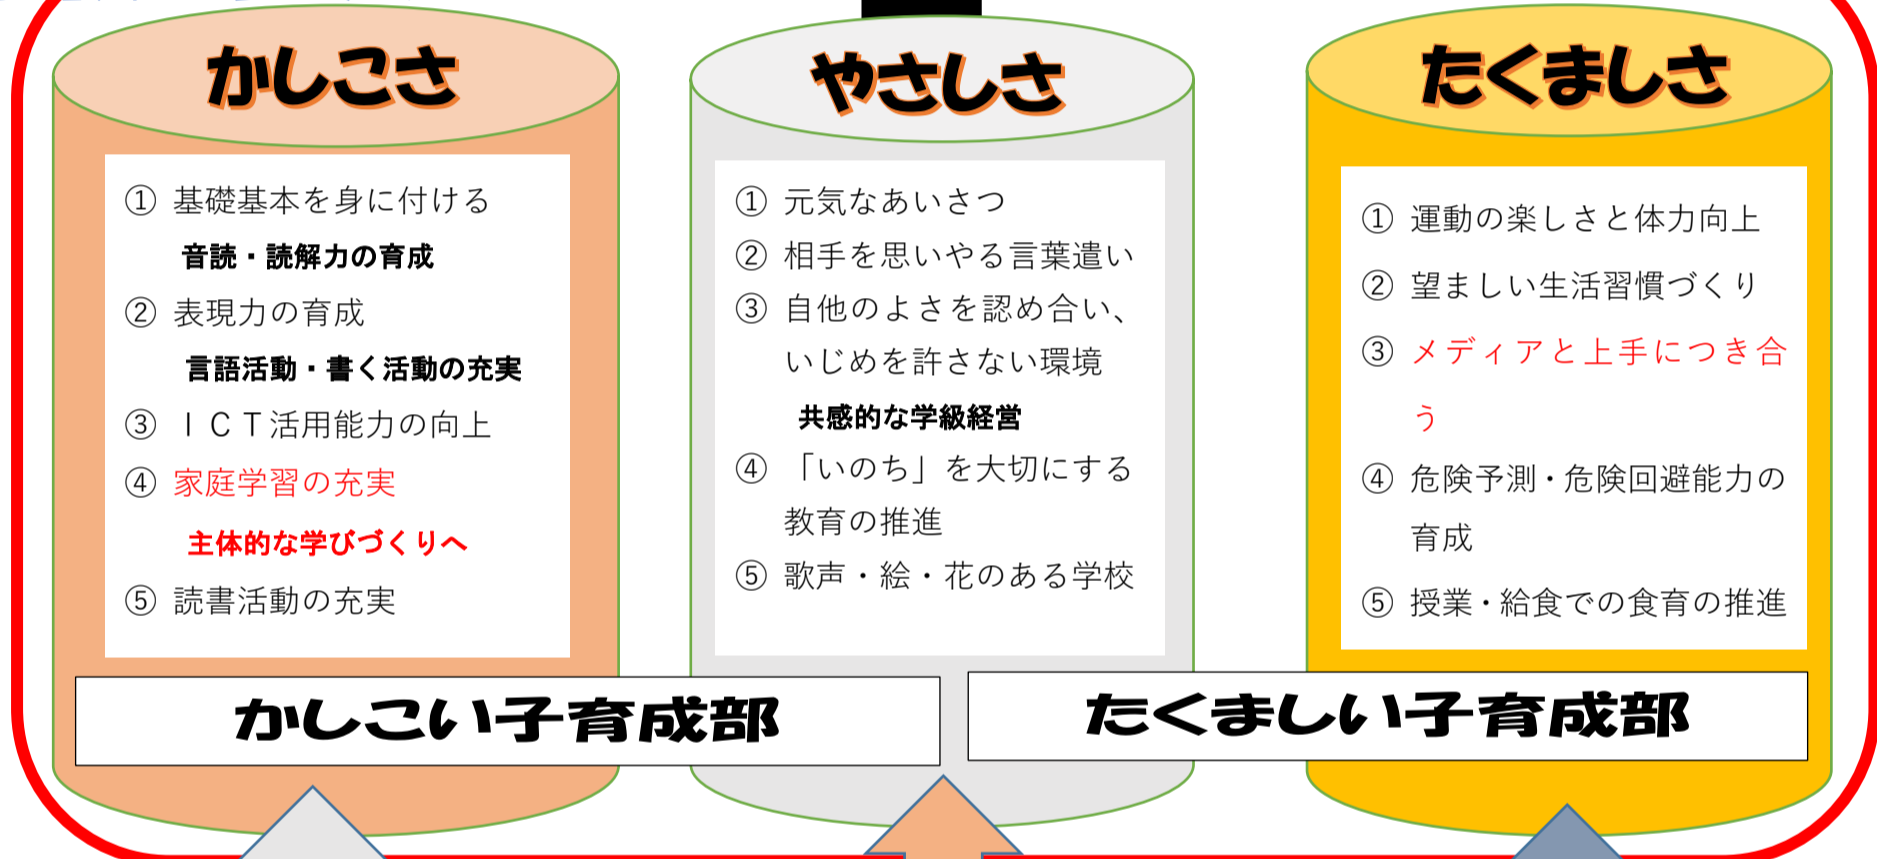 かしこさ
① 基礎基本を身に付ける
音読・読解力の育成
② 表現力の育成
言語活動・書く活動の充実
③ ＩＣＴ活用能力の向上
④ 家庭学習の充実
主体的な学びづくりへ
⑤ 読書活動の充実
やさしさ
① 元気なあいさつ
② 相手を思いやる言葉遣い
③ 自他のよさを認め合い、
いじめを許さない環境
共感的な学級経営
④ 「いのち」を大切にする
教育の推進
⑤ 歌声・絵・花のある学校
たくましさ
① 運動の楽しさと体力向上
② 望ましい生活習慣づくり
③ メディアと上手につき合
う
④ 危険予測・危険回避能力の
育成
⑤ 授業・給食での食育の推進
かしこい子育成部
たくましい子育成部